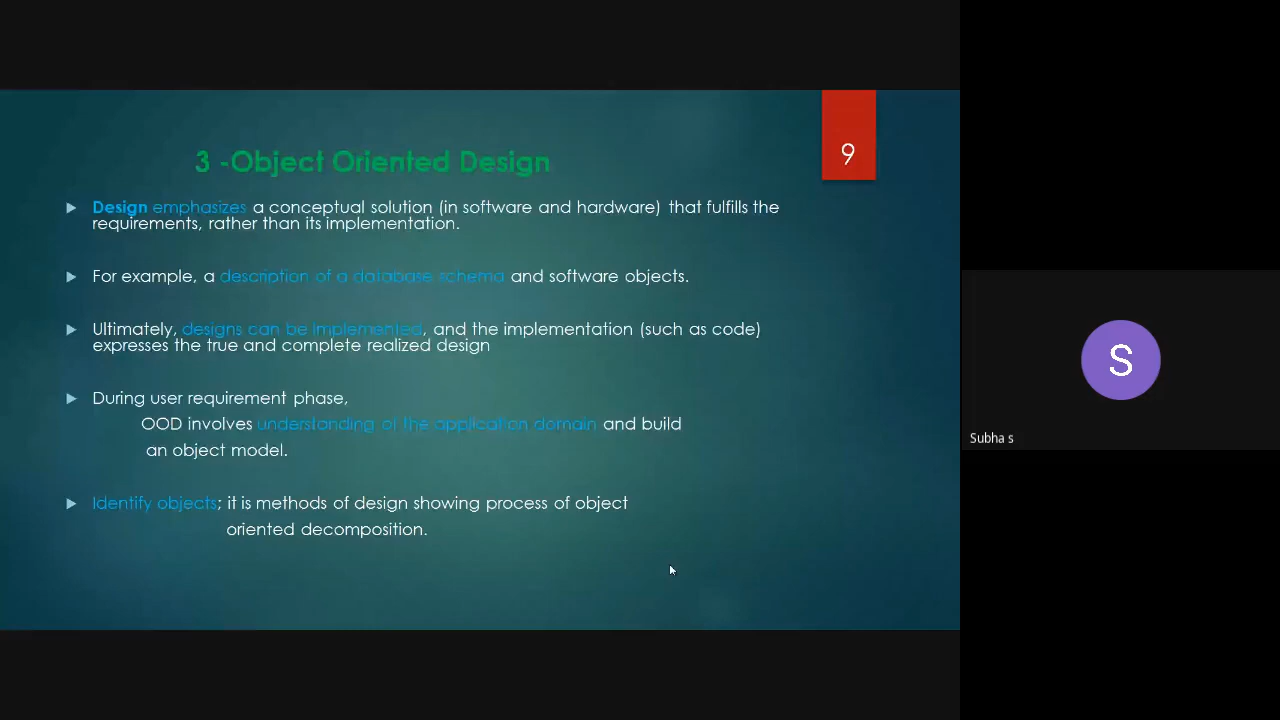 3 -Object Oriented Design
9
Design emphasizes a conceptual solution (in software and hardware) that fulfills the
requirements, rather than its implementation.
For example, a description of a database schema and software objects.
Ultimately, designs can be implemented, and the implementation (such as code)
expresses the true and complete realized design
During user requirement phase,
OOD involves understanding of the application domain and build
an object model.
Identify objects; it is methods of design showing process of object
oriented decomposition.
S
Subha s